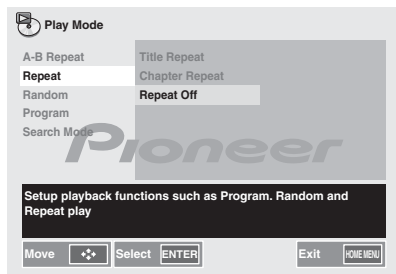 Play Mode
A-B Repeat
Title Repeat
Repeat
Chapter Repeat
Random
Repeat Off
Program
Search Mode
Pioneer
Setup playback functions such as Program. Random and
Repeat play
Move
Select ENTER
Exit HOME MENU